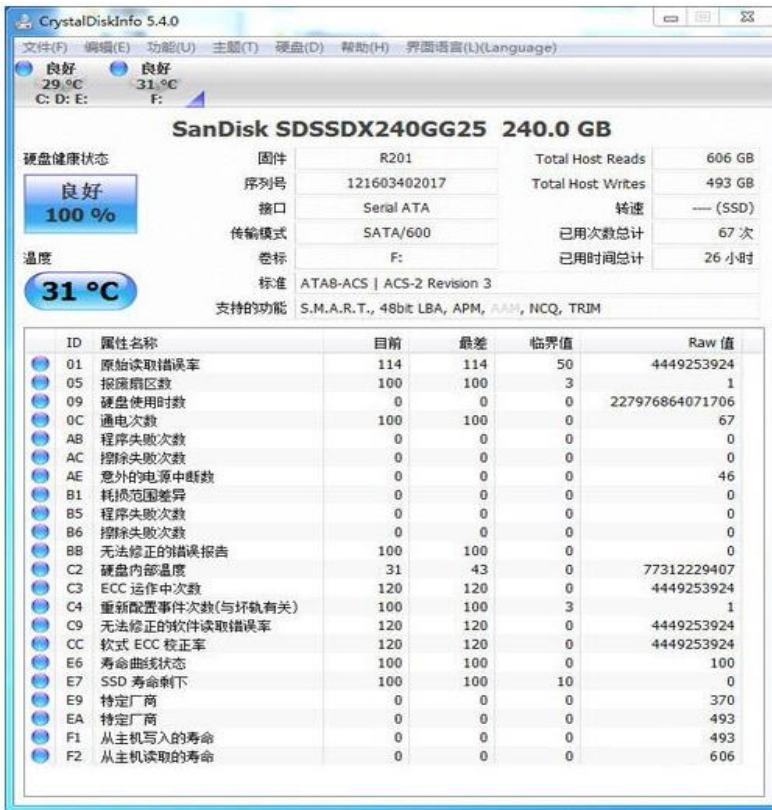 CrystalDiskInfo 5.4.0
文件(F) 编辑(E) 功能(U) 主题(T) 硬盘(D) 帮助(H) 界面语言(L)(Language)
良好 良好
29 °C 31 °C
C: D: E: F:
SanDisk SDSSDX240GG25 240.0 GB
硬盘健康状态 固件 R201 Total Host Reads 606 GB
良好 100 % 序列号 121603402017 Total Host Writes 493 GB
接口 Serial ATA 转速 ---- (SSD)
传输模式 SATA/600 已用次数总计 67 次
温度 卷标 F: 已用时间总计 26 小时
31 °C 标准 ATA8-ACS | ACS-2 Revision 3
支持的功能 S.M.A.R.T., 48bit LBA, APM, AAM, NCQ, TRIM
ID 属性名称 目前 最差 临界值 Raw 值
01 原始读取错误率 114 114 50 4449253924
05 报废扇区数 100 100 3 1
09 硬盘使用时数 0 0 0 227976864071706
0C 通电次数 100 100 0 67
AB 程序失败次数 0 0 0 0
AC 擦除失败次数 0 0 0 0
AE 意外的电源中断数 0 0 0 46
B1 耗损范围差异 0 0 0 0
B5 程序失败次数 0 0 0 0
B6 擦除失败次数 0 0 0 0
BB 无法修正的错误报告 100 100 0 0
C2 硬盘内部温度 31 43 0 77312229407
C3 ECC 运作中次数 120 120 0 4449253924
C4 重新配置事件次数(与坏轨有关) 100 100 3 1
C9 无法修正的软件读取错误率 120 120 0 4449253924
CC 软式 ECC 校正率 120 120 0 4449253924
E6 寿命曲线状态 100 100 0 100
E7 SSD 寿命剩下 100 100 10 0
E9 特定厂商 0 0 0 370
EA 特定厂商 0 0 0 493
F1 从主机写入的寿命 0 0 0 493
F2 从主机读取的寿命 0 0 0 606